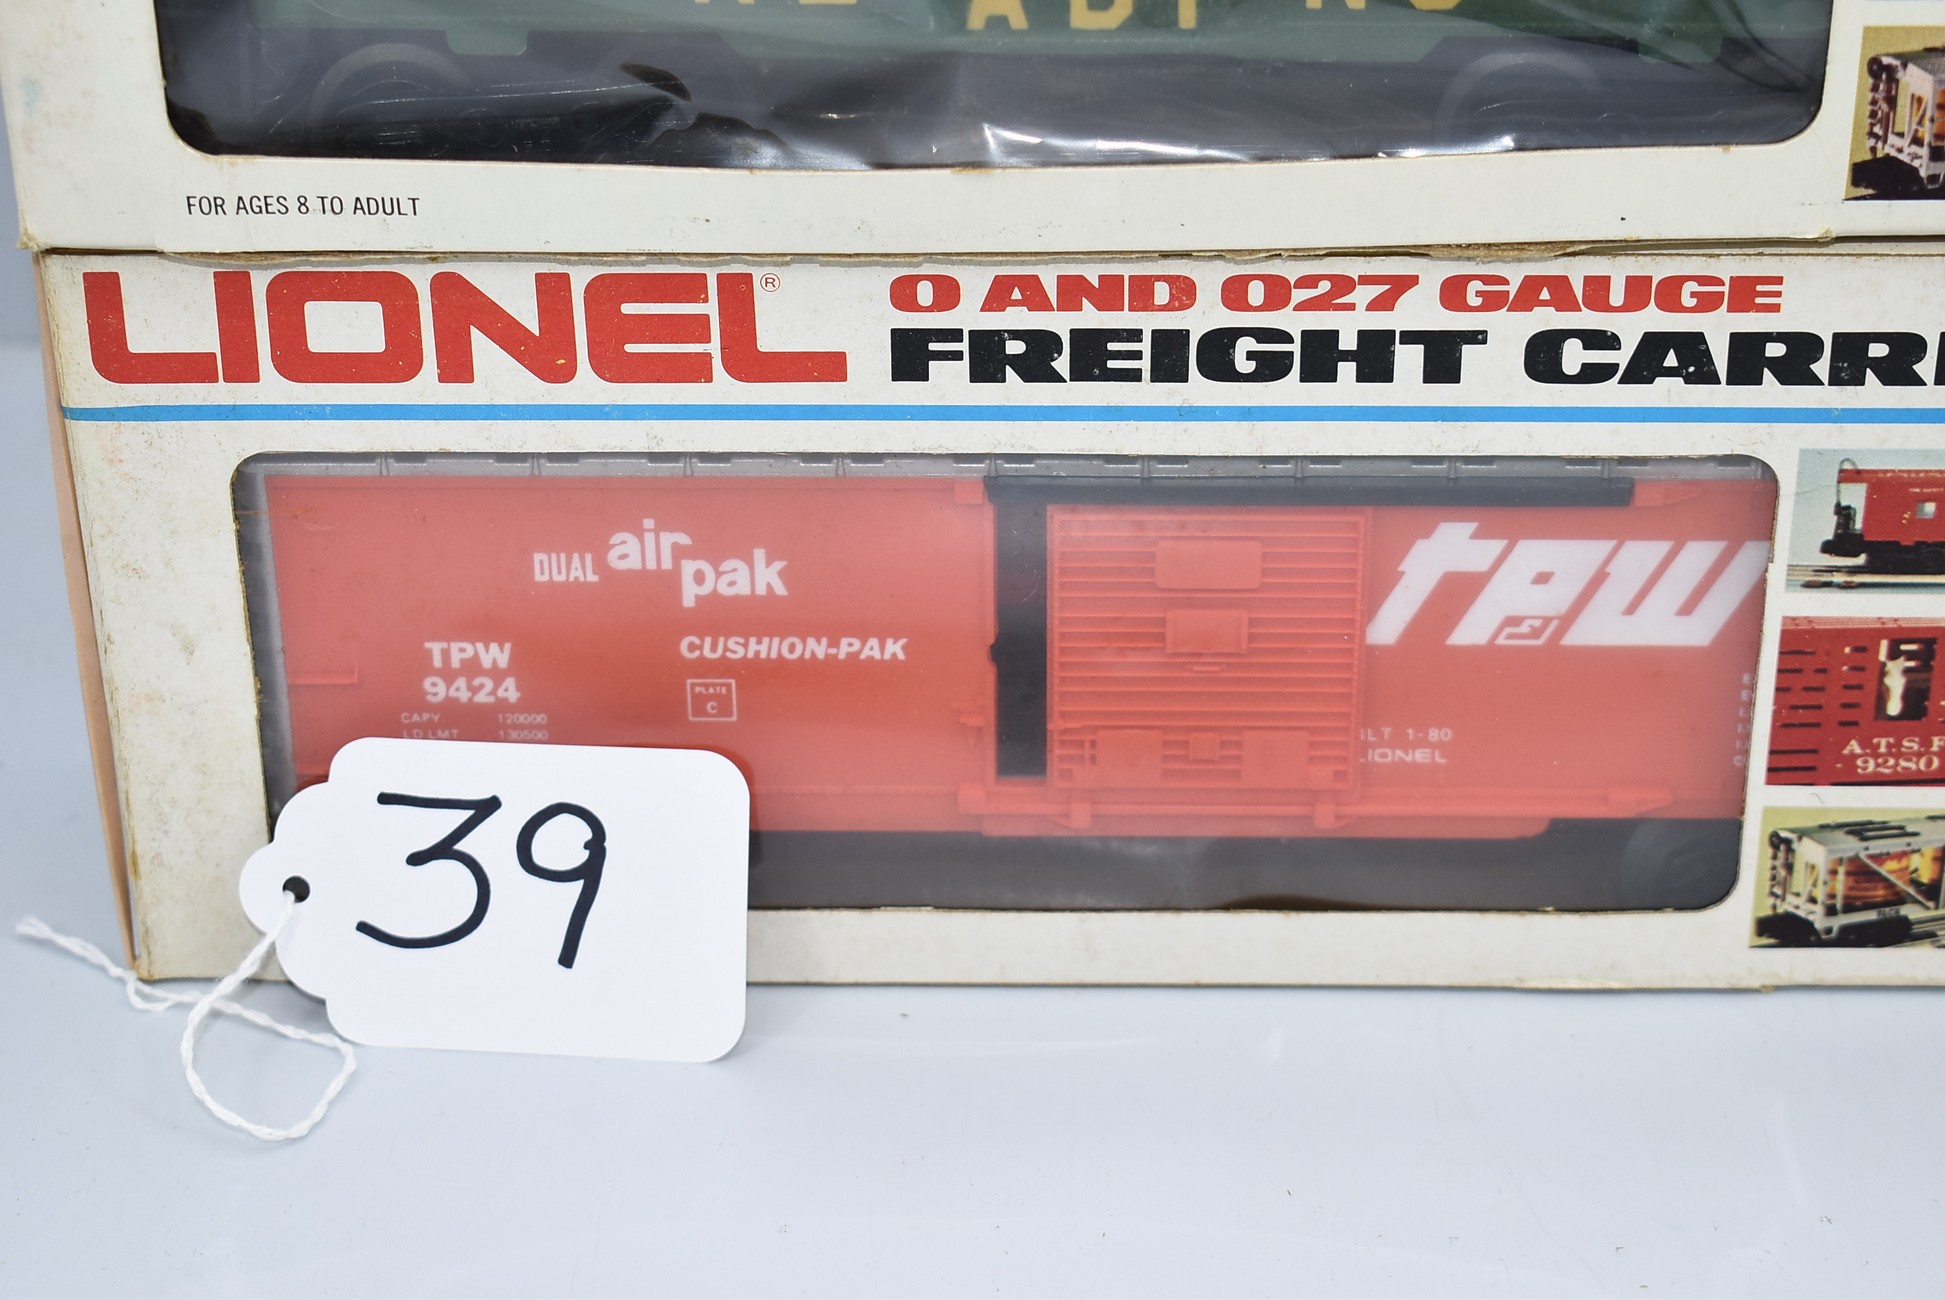 FOR AGES 8 TO ADULT
LIONEL®
O AND 027 GAUGE
FREIGHT CARR
DUAL air pak
CUSHION-PAK
TPW
9424
PLATE
C
CAPY 120000
LD LMT 130500
TPW
LT 1-80
LIONEL
A.T.S.F
9280
39